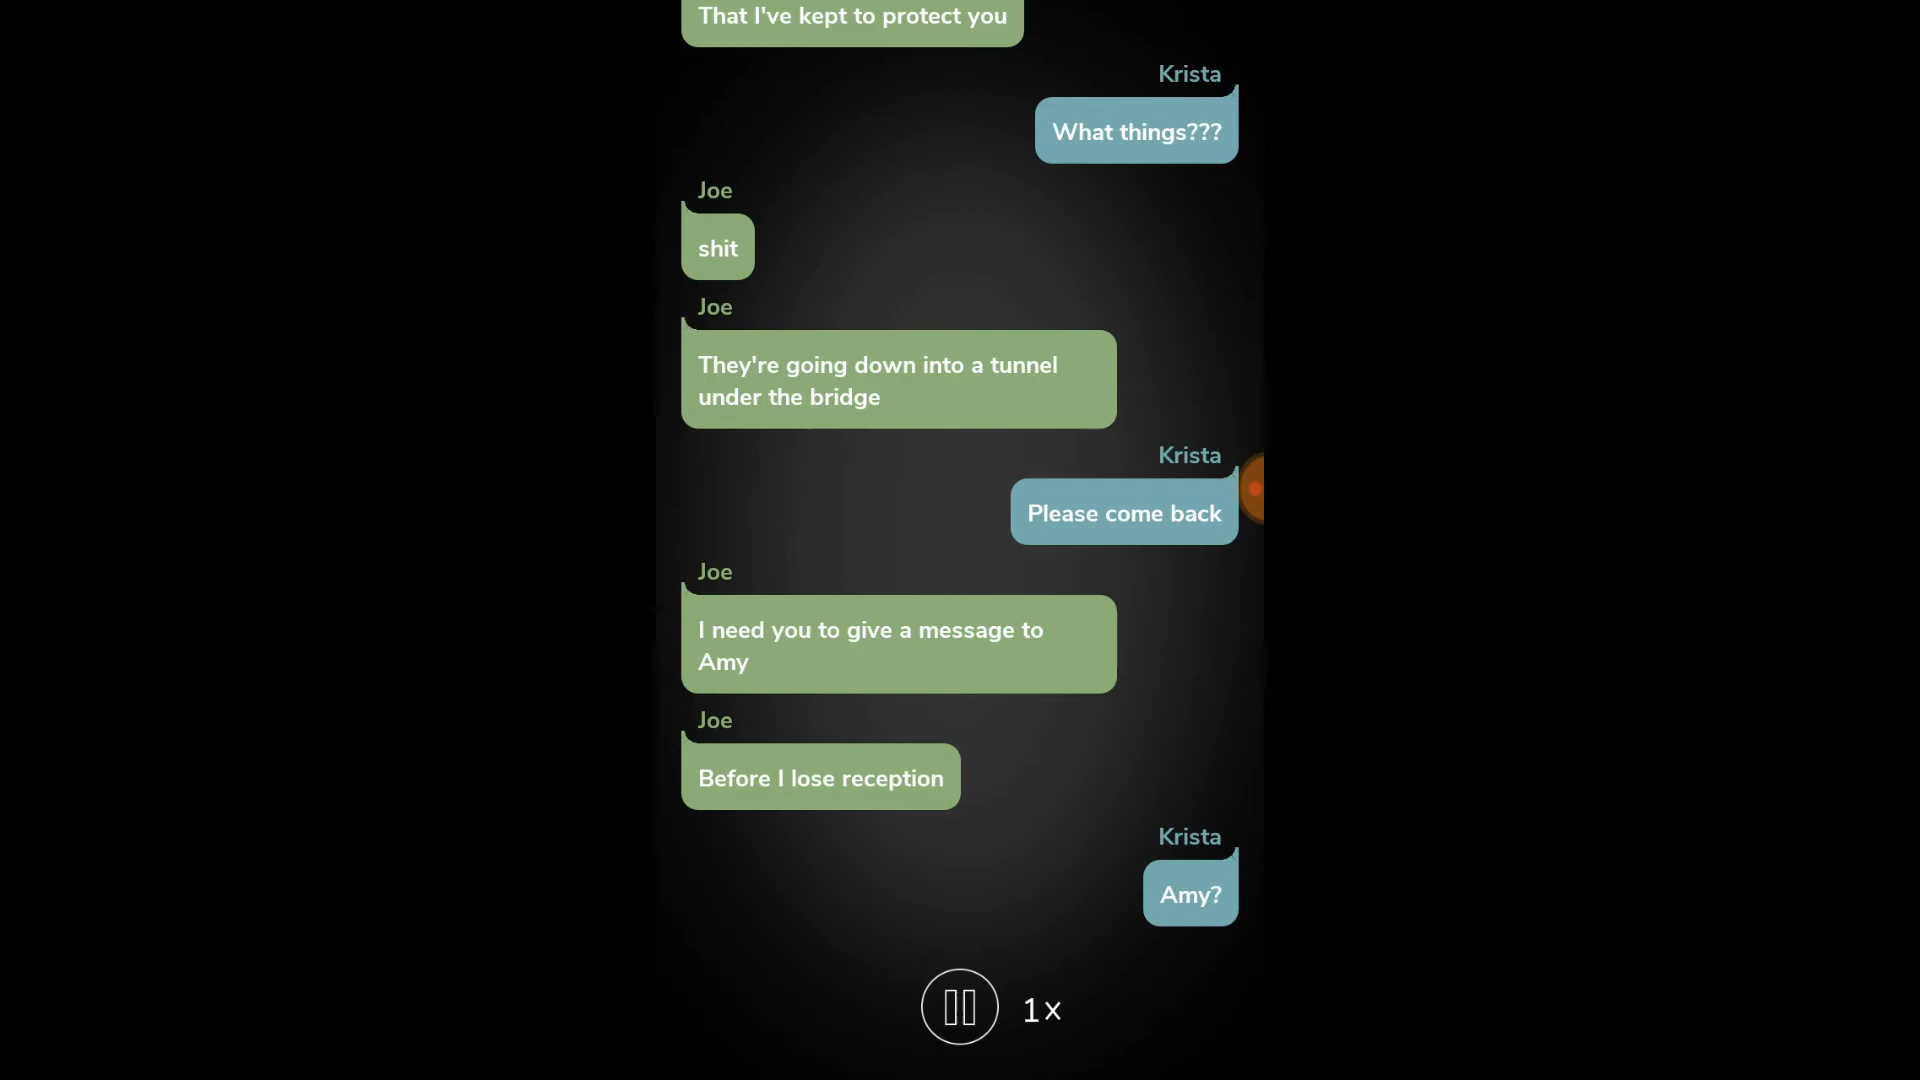 That I've kept to protect you
Krista
What things???
Joe
shit
Joe
They're going down into a tunnel
under the bridge
Krista
Please come back
Joe
I need you to give a message to
Amy
Joe
Before I lose reception
Krista
Amy?
1x